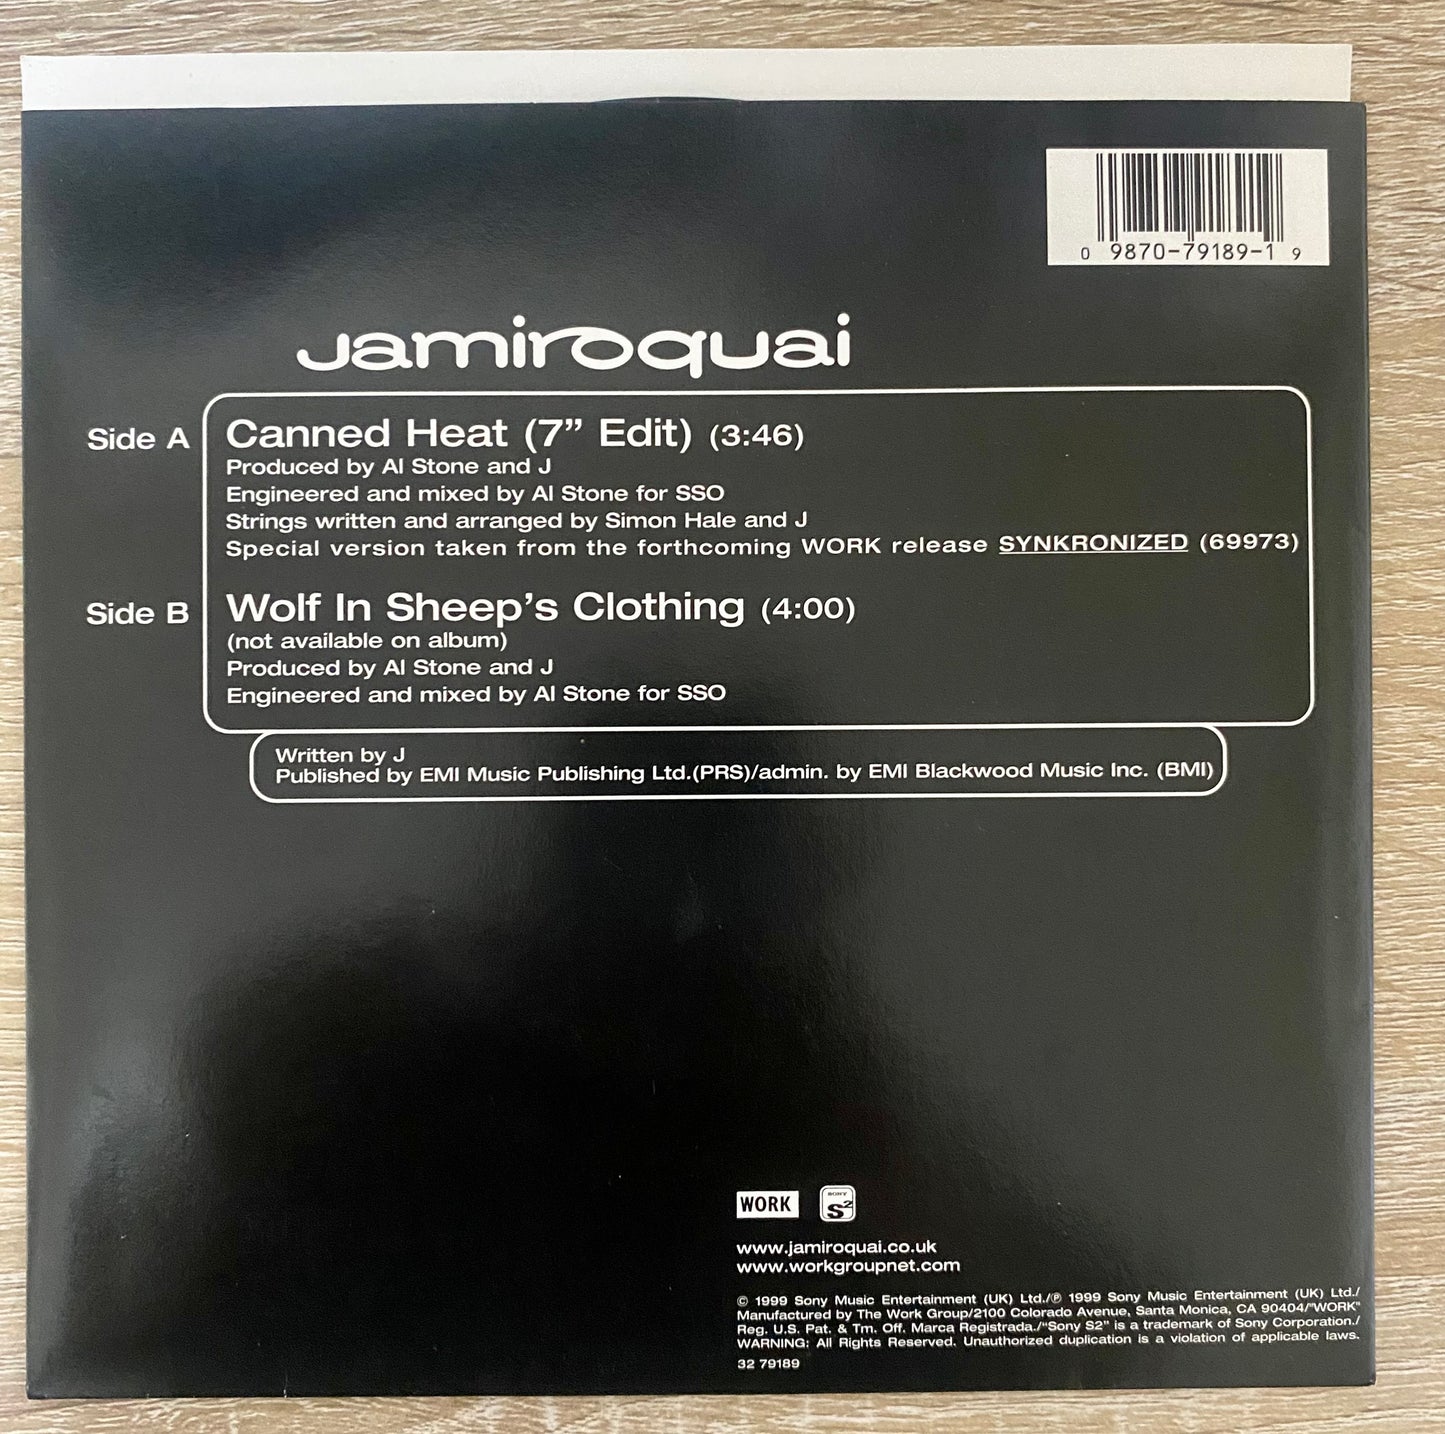 0 9870-79189-1 9
Jamiroquai
Side A
Canned Heat (7” Edit) (3:46)
Produced by Al Stone and J
Engineered and mixed by Al Stone for SSO
Strings written and arranged by Simon Hale and J
Special version taken from the forthcoming WORK release SYNKRONIZED (69973)
Side B
Wolf In Sheep’s Clothing (4:00)
(not available on album)
Produced by Al Stone and J
Engineered and mixed by Al Stone for SSO
Written by J
Published by EMI Music Publishing Ltd.(PRS)/admin. by EMI Blackwood Music Inc. (BMI)
WORK
SONY
S2
www.jamiroquai.co.uk
www.workgroupnet.com
© 1999 Sony Music Entertainment (UK) Ltd./℗ 1999 Sony Music Entertainment (UK) Ltd./
Manufactured by The Work Group/2100 Colorado Avenue, Santa Monica, CA 90404/"WORK"
Reg. U.S. Pat. & Tm. Off. Marca Registrada./"Sony S2" is a trademark of Sony Corporation./
WARNING: All Rights Reserved. Unauthorized duplication is a violation of applicable laws.
32 79189